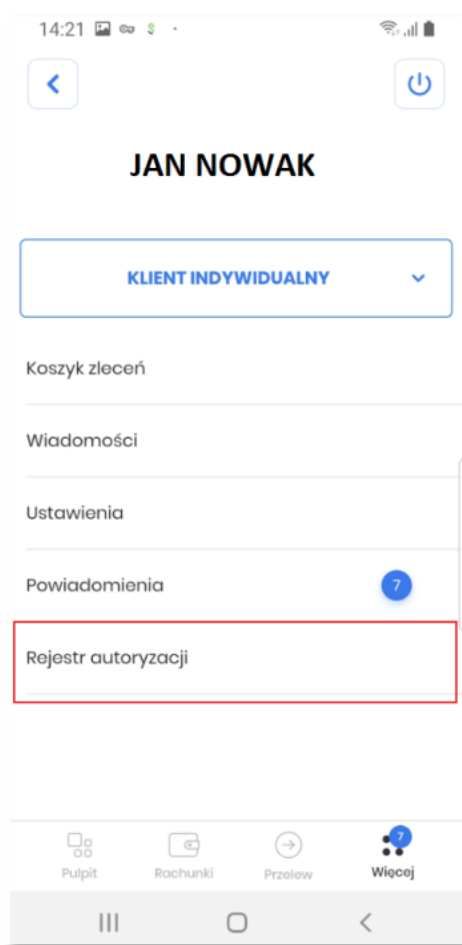 14:21
JAN NOWAK
KLIENT INDYWIDUALNY
Koszyk zleceń
Wiadomości
Ustawienia
Powiadomienia 7
Rejestr autoryzacji
7
Pulpit Rachunki Przelew Więcej